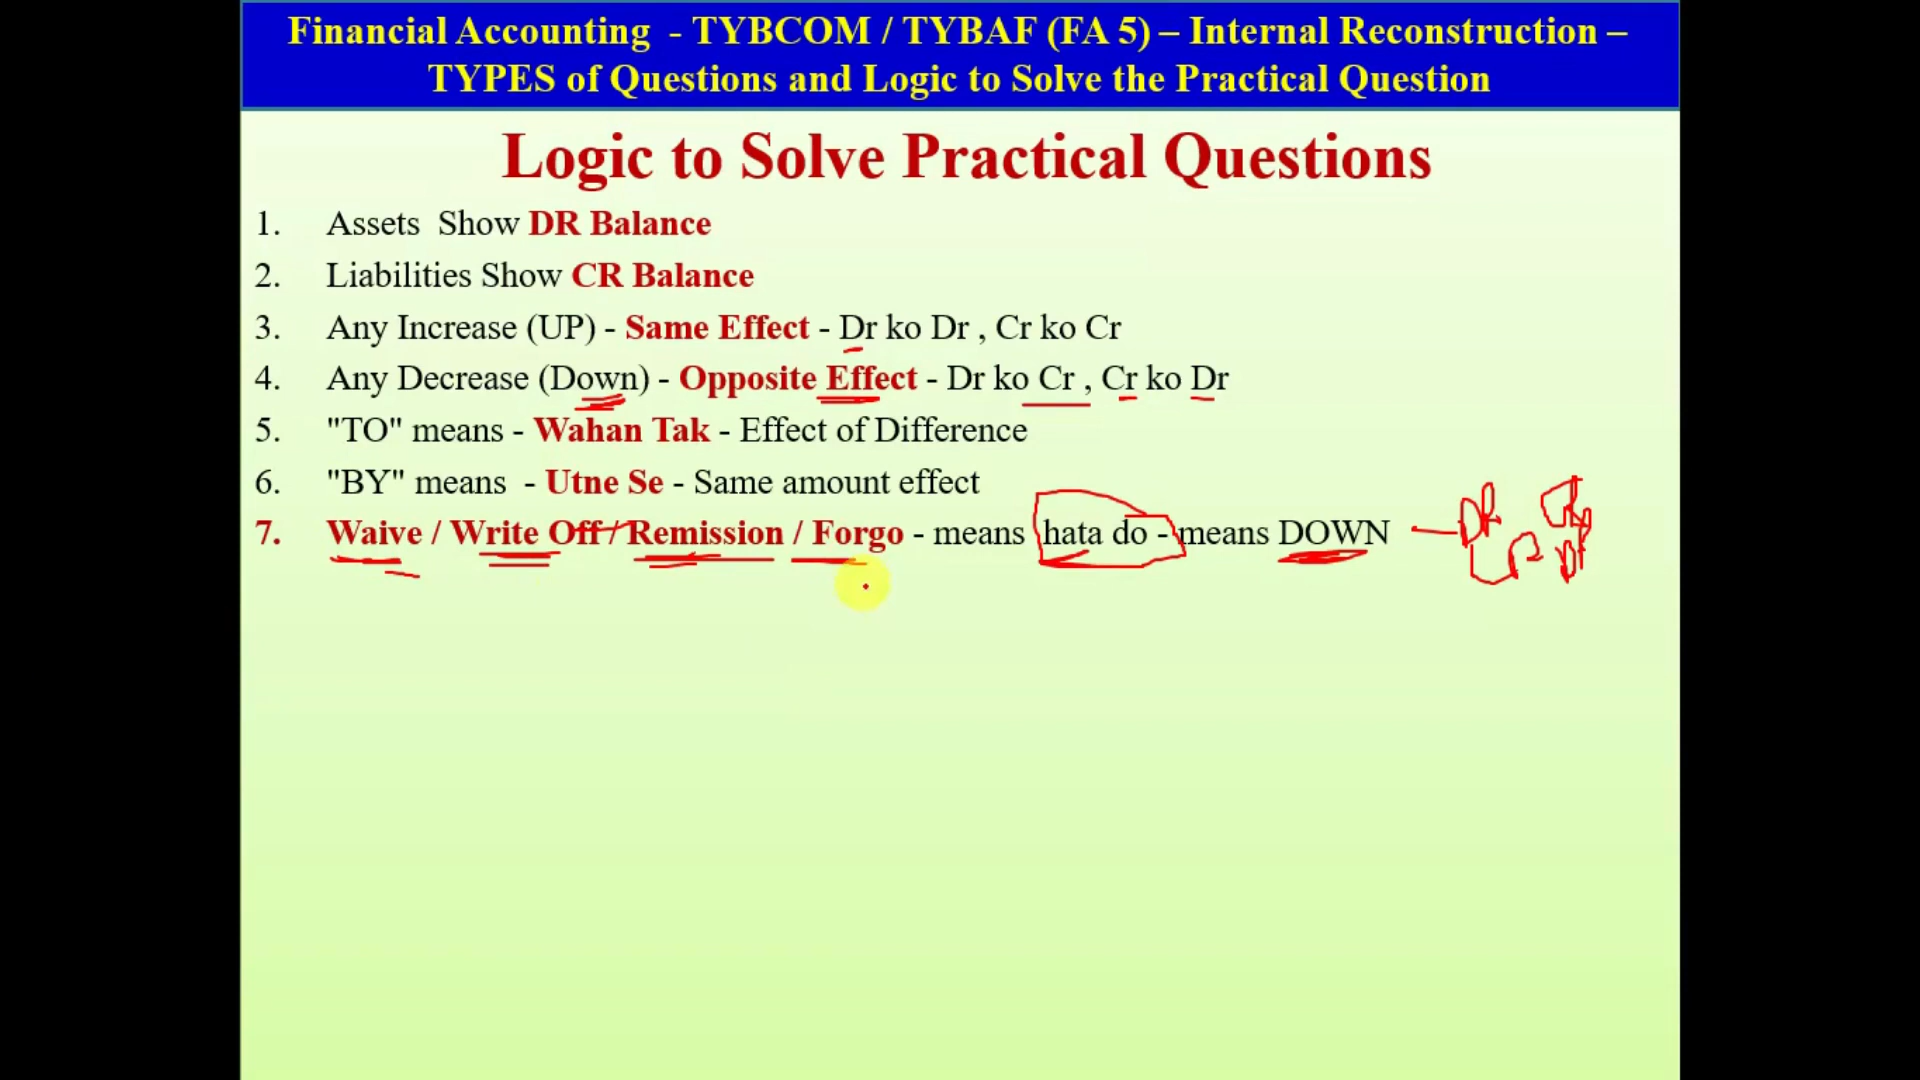 Financial Accounting - TYBCOM / TYBAF (FA 5) – Internal Reconstruction –
TYPES of Questions and Logic to Solve the Practical Question
Logic to Solve Practical Questions
1. Assets Show DR Balance
2. Liabilities Show CR Balance
3. Any Increase (UP) - Same Effect - Dr ko Dr , Cr ko Cr
4. Any Decrease (Down) - Opposite Effect - Dr ko Cr , Cr ko Dr
5. "TO" means - Wahan Tak - Effect of Difference
6. "BY" means - Utne Se - Same amount effect
7. Waive / Write Off / Remission / Forgo - means hata do - means DOWN